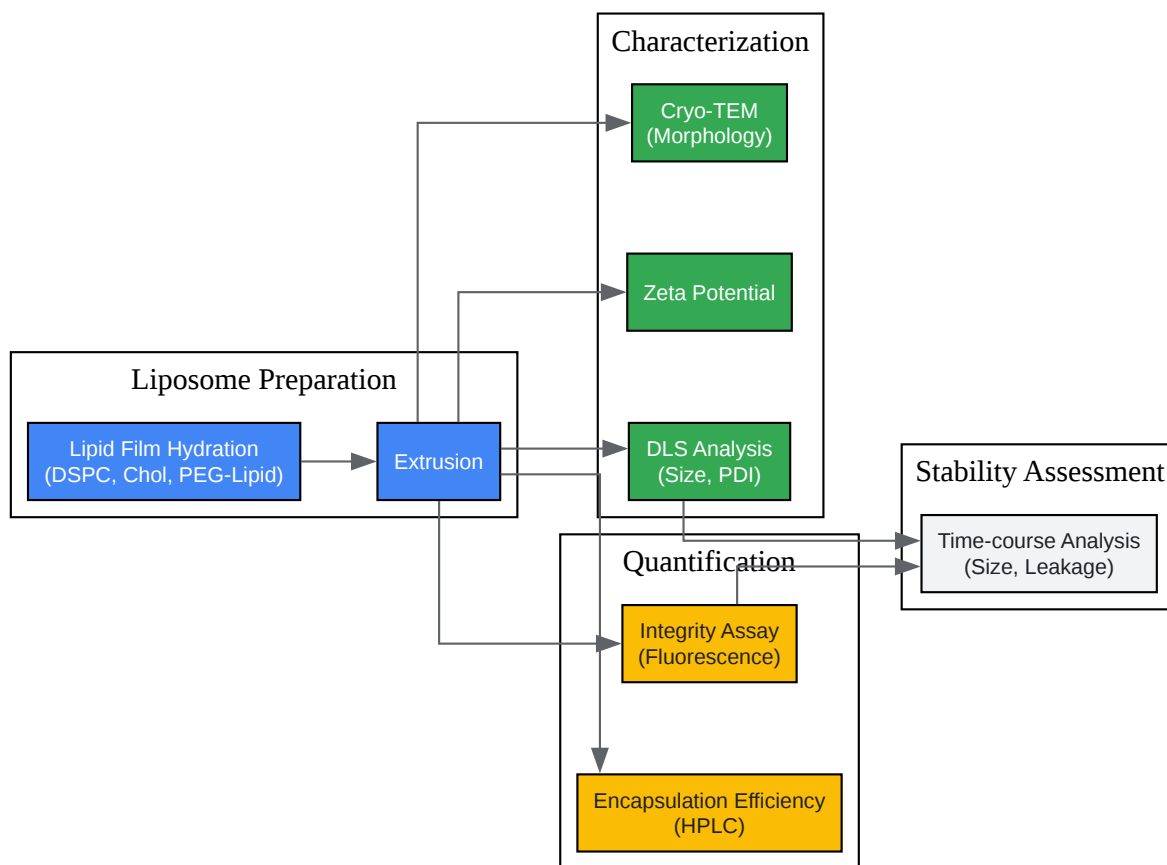 Characterization
Cryo-TEM
(Morphology)
Zeta Potential
Liposome Preparation
Lipid Film Hydration
(DSPC, Chol, PEG-Lipid)
Extrusion
DLS Analysis
(Size, PDI)
Stability Assessment
Time-course Analysis
(Size, Leakage)
Quantification
Integrity Assay
(Fluorescence)
Encapsulation Efficiency
(HPLC)